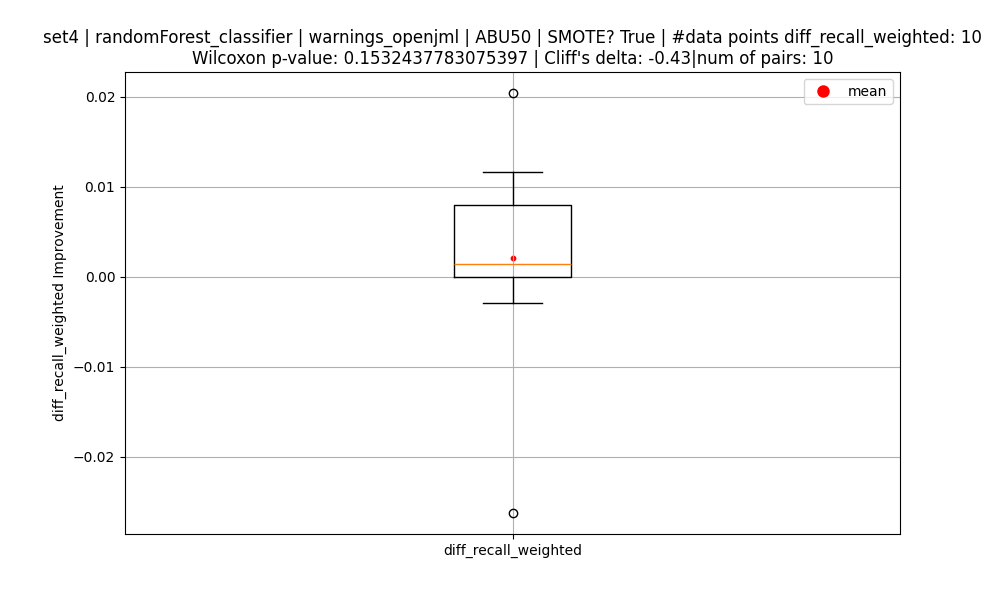 set4 | randomForest_classifier | warnings_openjml | ABU50 | SMOTE? True | #data points diff_recall_weighted: 10
Wilcoxon p-value: 0.1532437783075397 | Cliff's delta: -0.43|num of pairs: 10
mean
0.02
0.01
0.00
−0.01
−0.02
diff_recall_weighted Improvement
diff_recall_weighted